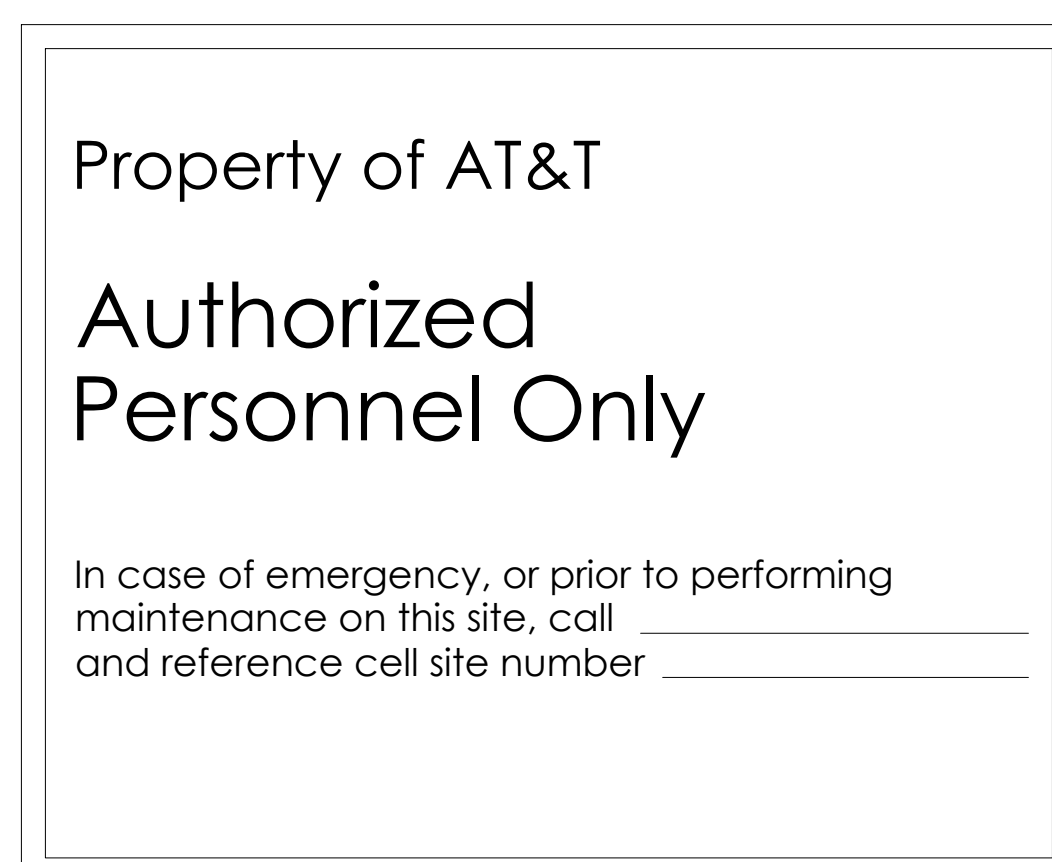 Property of AT&T
Authorized
Personnel Only
In case of emergency, or prior to performing
maintenance on this site, call
and reference cell site number